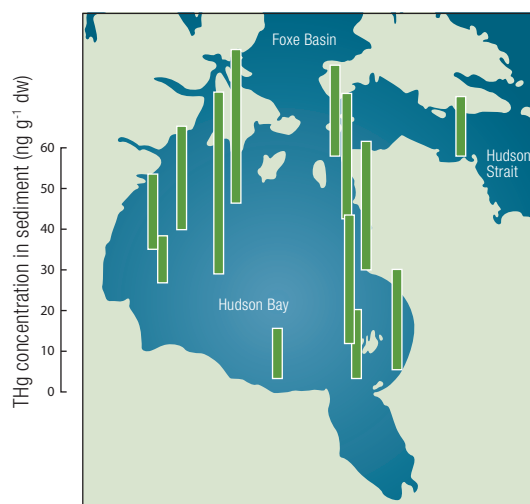 Foxe Basin
Hudson
Strait
Hudson Bay
THg concentration in sediment (ng g⁻¹ dw)
60
50
40
30
20
10
0